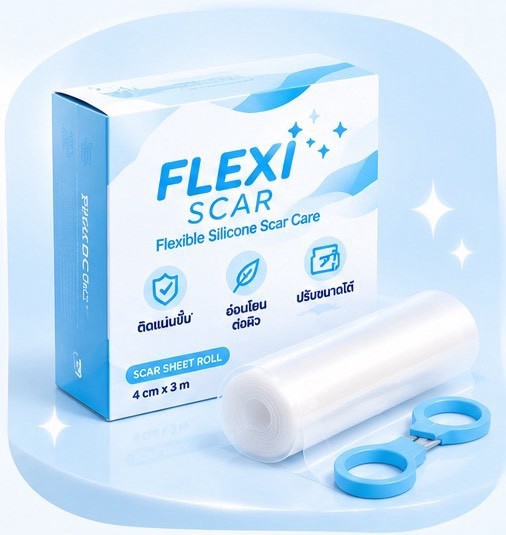 FLEXI
SCAR
Flexible Silicone Scar Care
ติดแน่นขึ้น*
อ่อนโยน
ต่อผิว
ปรับขนาดได้
SCAR SHEET ROLL
4 cm x 3 m